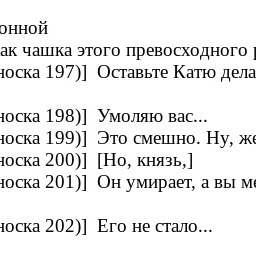 онной
ак чашка этого превосходного
носка 197)] Оставьте Катю дела
носка 198)] Умоляю вас...
носка 199)] Это смешно. Ну, же
носка 200)] [Но, князь,]
носка 201)] Он умирает, а вы ме
носка 202)] Его не стало...